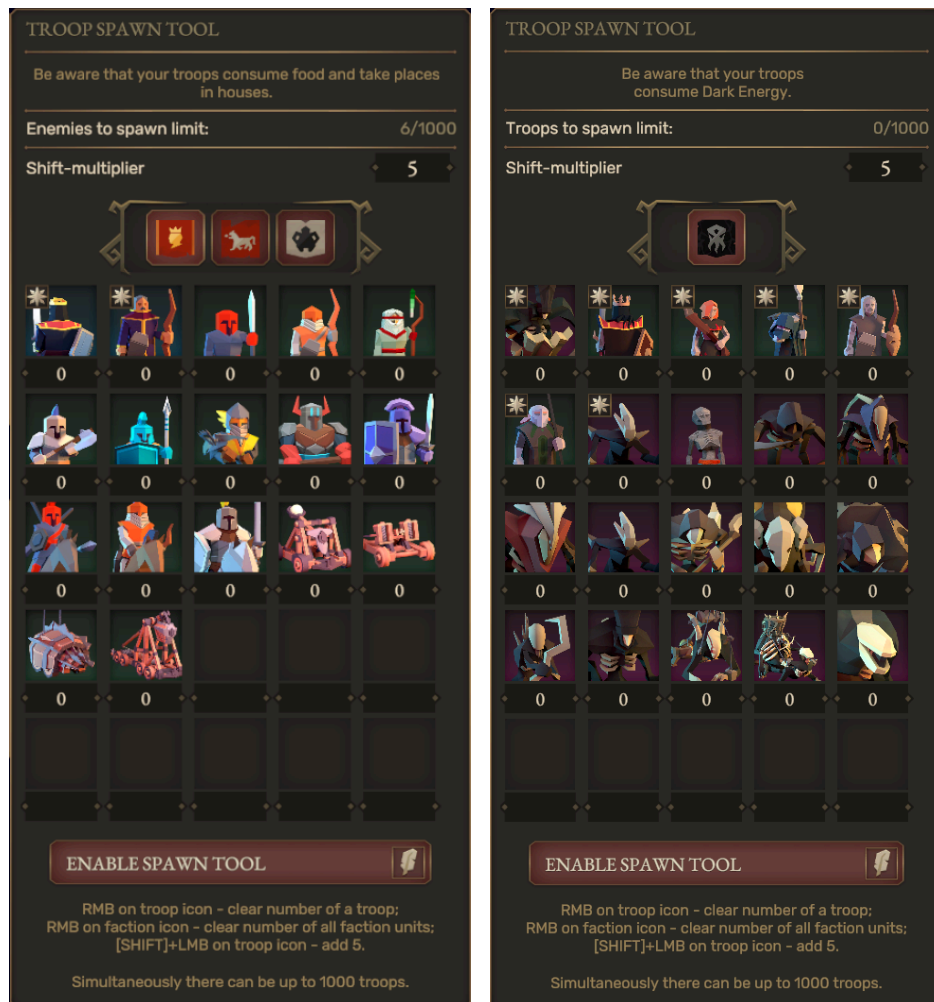 TROOP SPAWN TOOL
Be aware that your troops consume food and take places
in houses.
Enemies to spawn limit: 6/1000
Shift-multiplier 5
0 0 0 0 0
0 0 0 0 0
0 0 0 0 0
0 0
ENABLE SPAWN TOOL
RMB on troop icon - clear number of a troop;
RMB on faction icon - clear number of all faction units;
[SHIFT]+LMB on troop icon - add 5.
Simultaneously there can be up to 1000 troops.
TROOP SPAWN TOOL
Be aware that your troops
consume Dark Energy.
Troops to spawn limit: 0/1000
Shift-multiplier 5
0 0 0 0 0
0 0 0 0 0
0 0 0 0 0
0 0 0 0 0
ENABLE SPAWN TOOL
RMB on troop icon - clear number of a troop;
RMB on faction icon - clear number of all faction units;
[SHIFT]+LMB on troop icon - add 5.
Simultaneously there can be up to 1000 troops.